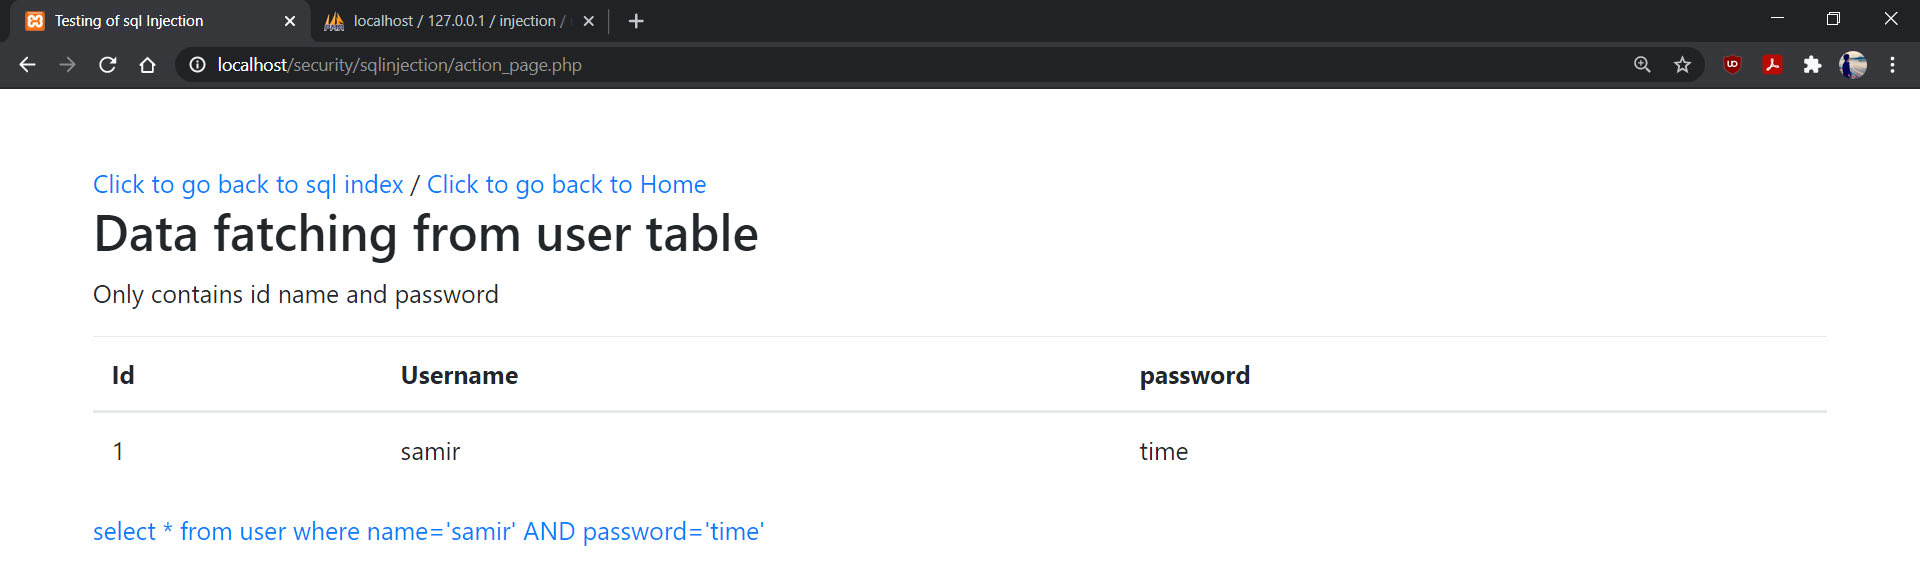 Testing of sql Injection
localhost / 127.0.0.1 / injection /
localhost/security/sqlinjection/action_page.php
Click to go back to sql index / Click to go back to Home
Data fatching from user table
Only contains id name and password
Id Username password
1 samir time
select * from user where name='samir' AND password='time'